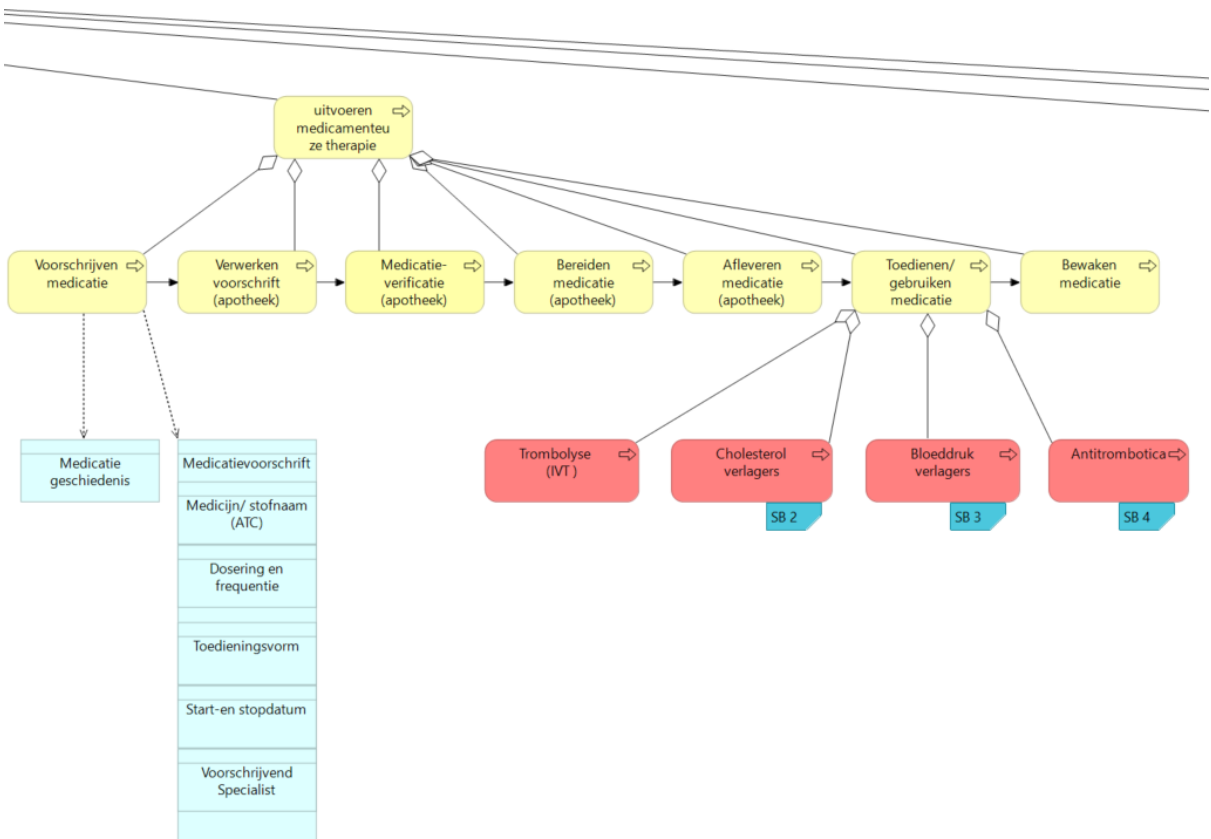 uitvoeren
medicamenteu
ze therapie
Voorschrijven
medicatie
Verwerken
voorschrift
(apotheek)
Medicatie-
verificatie
(apotheek)
Bereiden
medicatie
(apotheek)
Afleveren
medicatie
(apotheek)
Toedienen/
gebruiken
medicatie
Bewaken
medicatie
Medicatie
geschiedenis
Medicatievoorschrift
Medicijn/ stofnaam
(ATC)
Dosering en
frequentie
Toedieningsvorm
Start-en stopdatum
Voorschrijvend
Specialist
Trombolyse
(IVT )
Cholesterol
verlagers
SB 2
Bloeddruk
verlagers
SB 3
Antitrombotica
SB 4